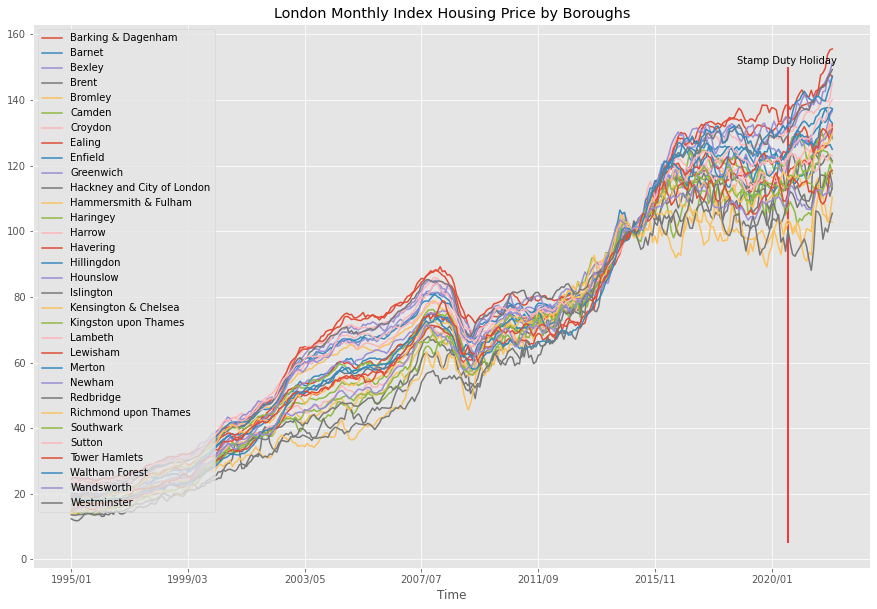 London Monthly Index Housing Price by Boroughs
160
140
120
100
80
60
40
20
0
Barking & Dagenham
Barnet
Bexley
Brent
Bromley
Camden
Croydon
Ealing
Enfield
Greenwich
Hackney and City of London
Hammersmith & Fulham
Haringey
Harrow
Havering
Hillingdon
Hounslow
Islington
Kensington & Chelsea
Kingston upon Thames
Lambeth
Lewisham
Merton
Newham
Redbridge
Richmond upon Thames
Southwark
Sutton
Tower Hamlets
Waltham Forest
Wandsworth
Westminster
Stamp Duty Holiday
1995/01 1999/03 2003/05 2007/07 2011/09 2015/11 2020/01
Time